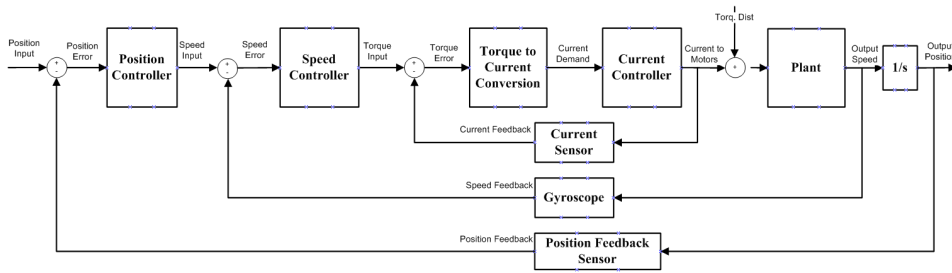 Torq. Dist
Position
Input
Position
Error
Position
Controller
Speed
Input
Speed
Error
Speed
Controller
Torque
Input
Torque
Error
Torque to
Current
Conversion
Current
Demand
Current
Controller
Current to
Motors
Plant
Output
Speed
1/s
Output
Position
+
-
+
-
+
-
+
Current Feedback
Current
Sensor
Speed Feedback
Gyroscope
Position Feedback
Position Feedback
Sensor